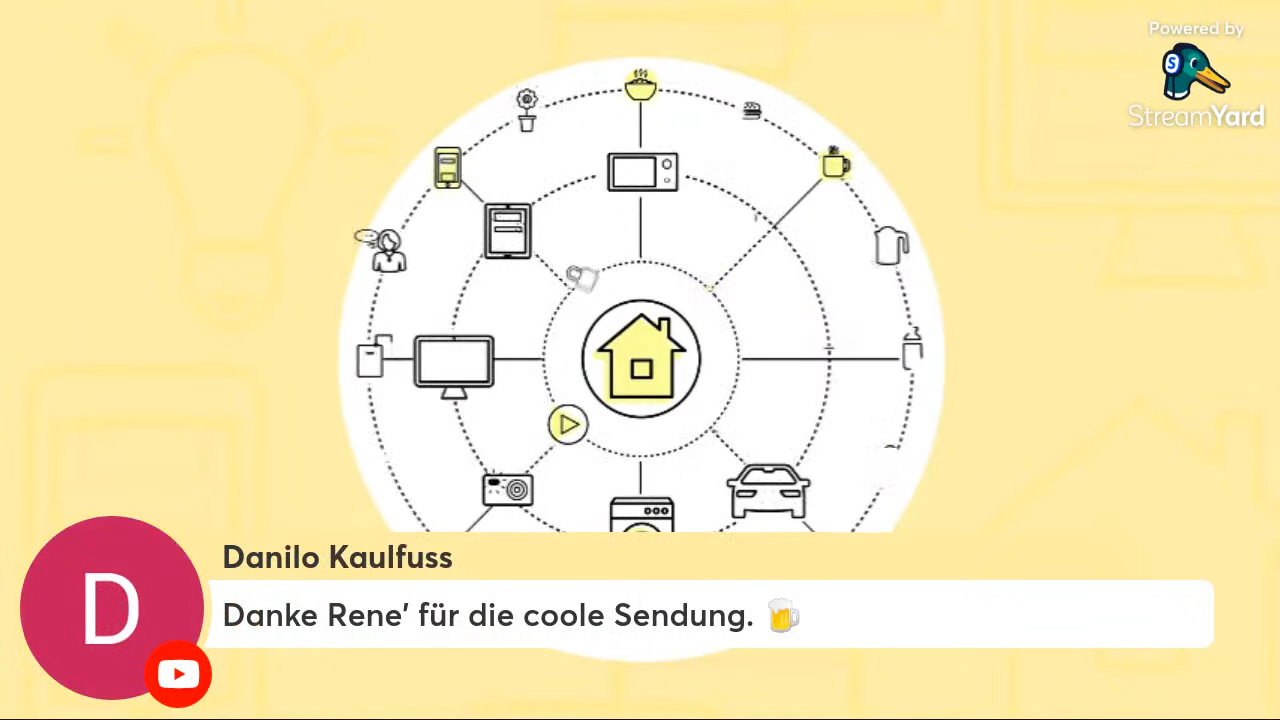 Powered by
S
StreamYard
D
Danilo Kaulfuss
Danke Rene’ für die coole Sendung. 🍺